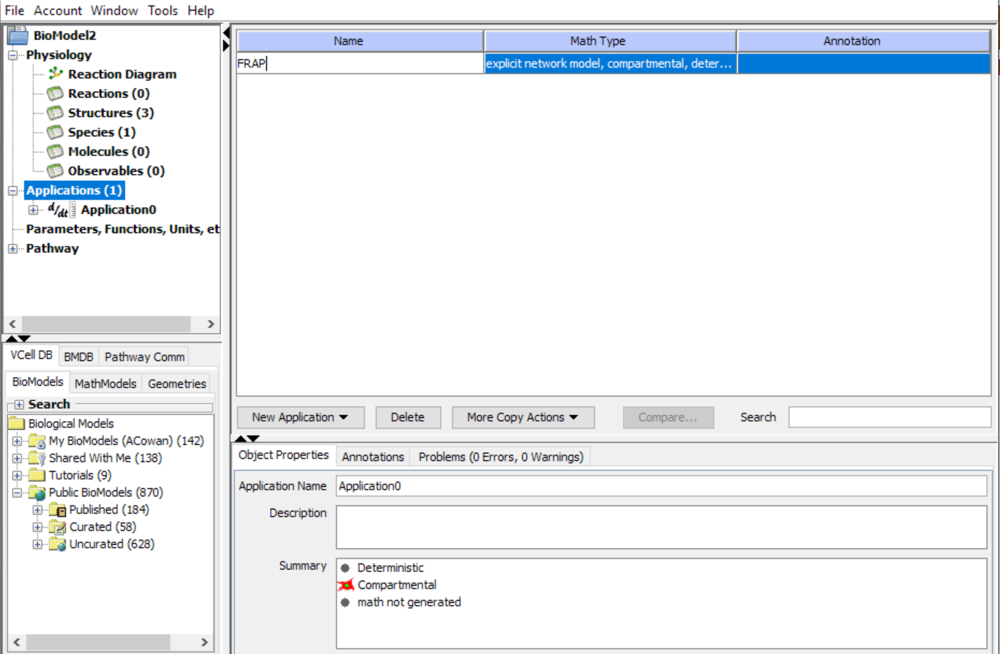 File Account Window Tools Help
BioModel2
Physiology
Reaction Diagram
Reactions (0)
Structures (3)
Species (1)
Molecules (0)
Observables (0)
Applications (1)
d/dt Application0
Parameters, Functions, Units, et
Pathway
VCell DB BMDB Pathway Comm
BioModels MathModels Geometries
Search
Biological Models
My BioModels (ACowan) (142)
Shared With Me (138)
Tutorials (9)
Public BioModels (870)
Published (184)
Curated (58)
Uncurated (628)
Name Math Type Annotation
FRAP explicit network model, compartmental, deter...
New Application Delete More Copy Actions Compare... Search
Object Properties Annotations Problems (0 Errors, 0 Warnings)
Application Name Application0
Description
Summary
Deterministic
Compartmental
math not generated